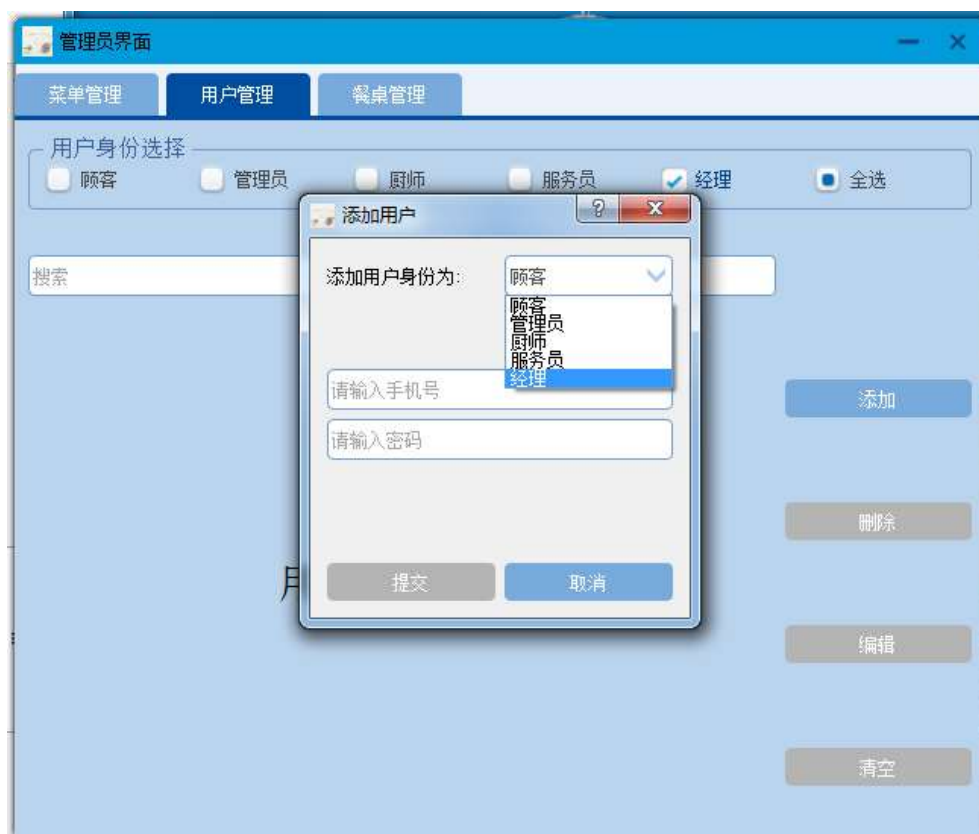 管理员界面
菜单管理 用户管理 餐桌管理
用户身份选择
顾客 管理员 厨师 服务员 经理 全选
添加用户
搜索
添加用户身份为: 顾客
顾客
管理员
厨师
服务员
经理
请输入手机号
添加
请输入密码
删除
用
提交 取消
编辑
清空